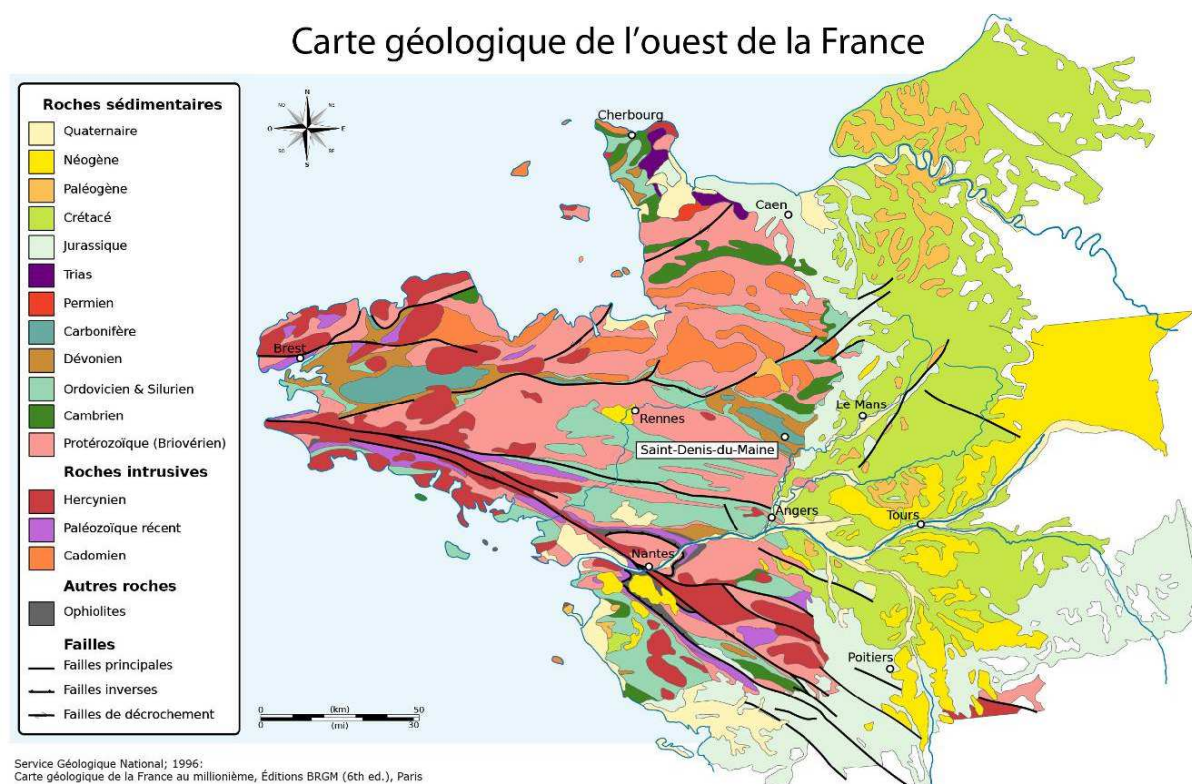 Carte géologique de l'ouest de la France
Roches sédimentaires
Quaternaire
Néogène
Paléogène
Crétacé
Jurassique
Trias
Permien
Carbonifère
Dévonien
Ordovicien & Silurien
Cambrien
Protérozoïque (Briovérien)
Roches intrusives
Hercynien
Paléozoïque récent
Cadomien
Autres roches
Ophiolites
Failles
Failles principales
Failles inverses
Failles de décrochement
N
NO
NE
O
E
SO
SE
S
Cherbourg
Caen
Brest
Rennes
Le Mans
Saint-Denis-du-Maine
Angers
Tours
Nantes
Poitiers
0 (km) 50
0 (mi) 30
Service Géologique National; 1996:
Carte géologique de la France au millionième, Éditions BRGM (6th ed.), Paris